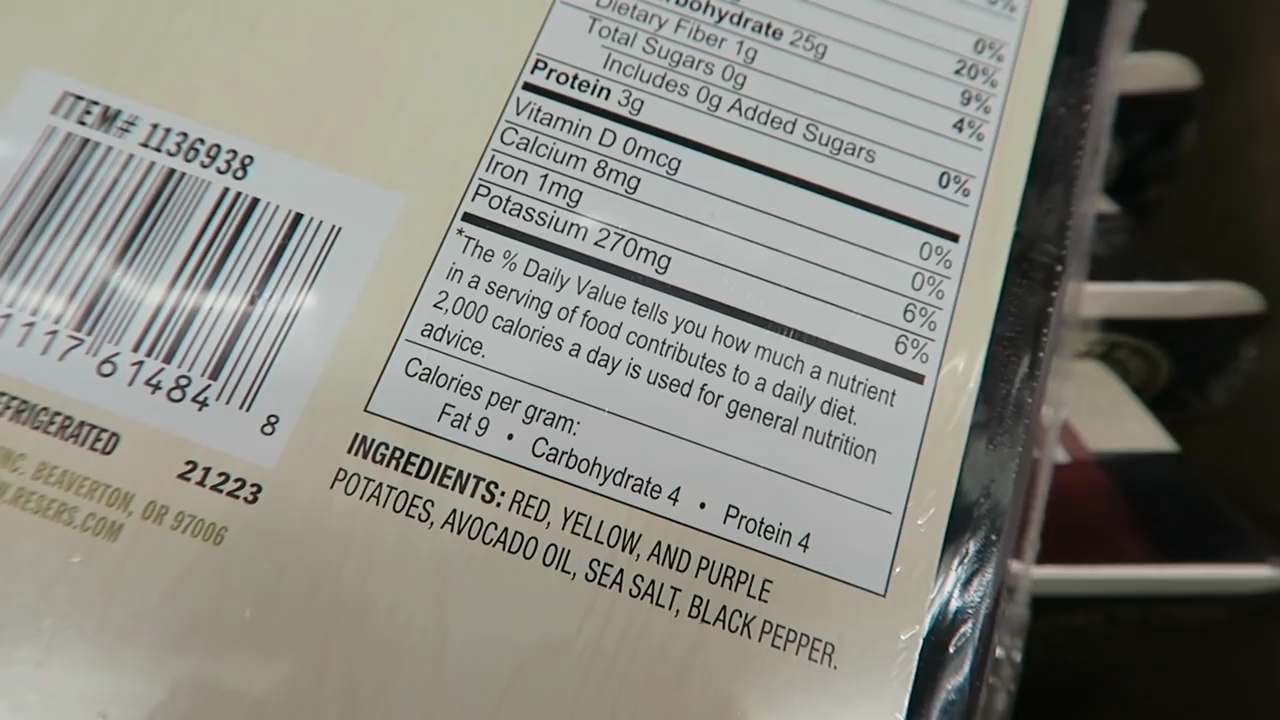 ITEM# 1136938
1117 61484 8
EFRIGERATED
21223
INC. BEAVERTON, OR 97006
.RESERS.COM
0%
rbohydrate 25g 20%
Dietary Fiber 1g 9%
Total Sugars 0g 4%
Includes 0g Added Sugars 0%
Protein 3g
Vitamin D 0mcg 0%
Calcium 8mg 0%
Iron 1mg 6%
Potassium 270mg 6%
*The % Daily Value tells you how much a nutrient
in a serving of food contributes to a daily diet.
2,000 calories a day is used for general nutrition
advice.
Calories per gram:
Fat 9 • Carbohydrate 4 • Protein 4
INGREDIENTS: RED, YELLOW, AND PURPLE
POTATOES, AVOCADO OIL, SEA SALT, BLACK PEPPER.